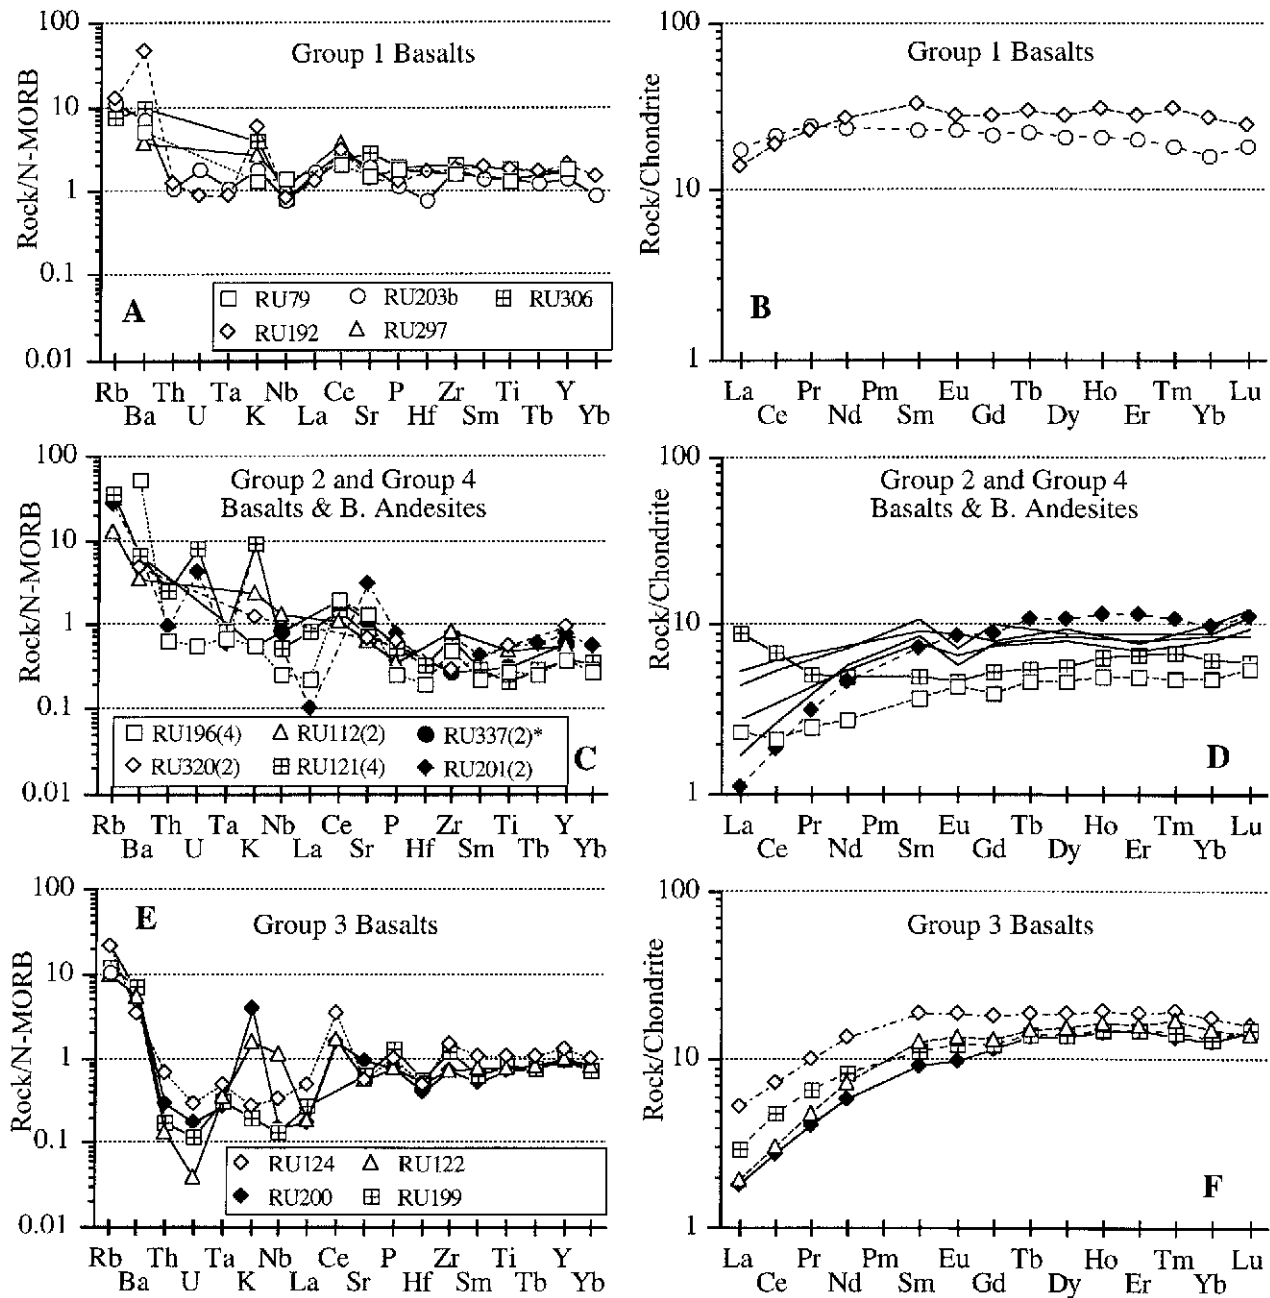 100
10
1
0.1
0.01
Rock/N-MORB
Group 1 Basalts
A
RU79 RU203b RU306
RU192 RU297
Rb Th Ta Nb Ce P Zr Ti Y
Ba U K La Sr Hf Sm Tb Yb
100
10
1
Rock/Chondrite
Group 1 Basalts
B
La Pr Pm Eu Tb Ho Tm Lu
Ce Nd Sm Gd Dy Er Yb
100
10
1
0.1
0.01
Rock/N-MORB
Group 2 and Group 4
Basalts & B. Andesites
RU196(4) RU112(2) RU337(2)*
RU320(2) RU121(4) RU201(2)
C
Rb Th Ta Nb Ce P Zr Ti Y
Ba U K La Sr Hf Sm Tb Yb
100
10
1
Rock/Chondrite
Group 2 and Group 4
Basalts & B. Andesites
D
La Pr Pm Eu Tb Ho Tm Lu
Ce Nd Sm Gd Dy Er Yb
100
10
1
0.1
0.01
Rock/N-MORB
E
Group 3 Basalts
RU124 RU122
RU200 RU199
Rb Th Ta Nb Ce P Zr Ti Y
Ba U K La Sr Hf Sm Tb Yb
100
10
1
Rock/Chondrite
Group 3 Basalts
F
La Pr Pm Eu Tb Ho Tm Lu
Ce Nd Sm Gd Dy Er Yb